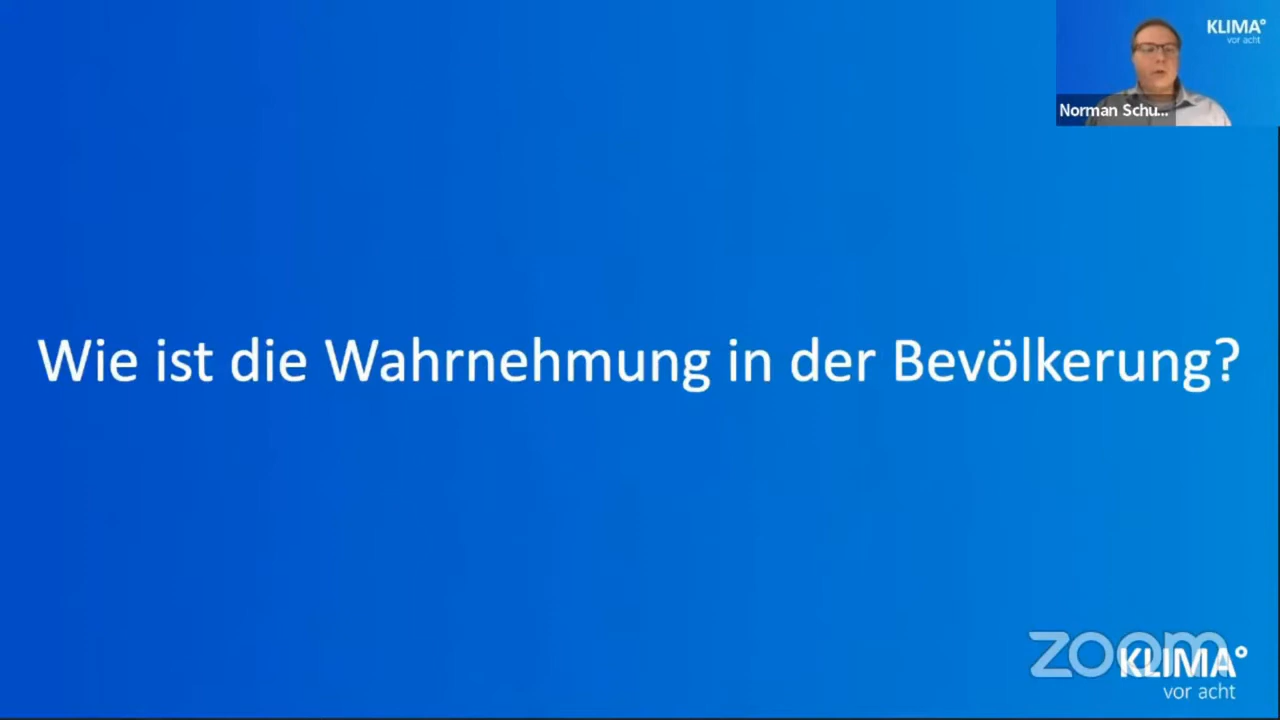 KLIMA°
vor acht
Norman Schu...
Wie ist die Wahrnehmung in der Bevölkerung?
zoom
KLIMA°
vor acht